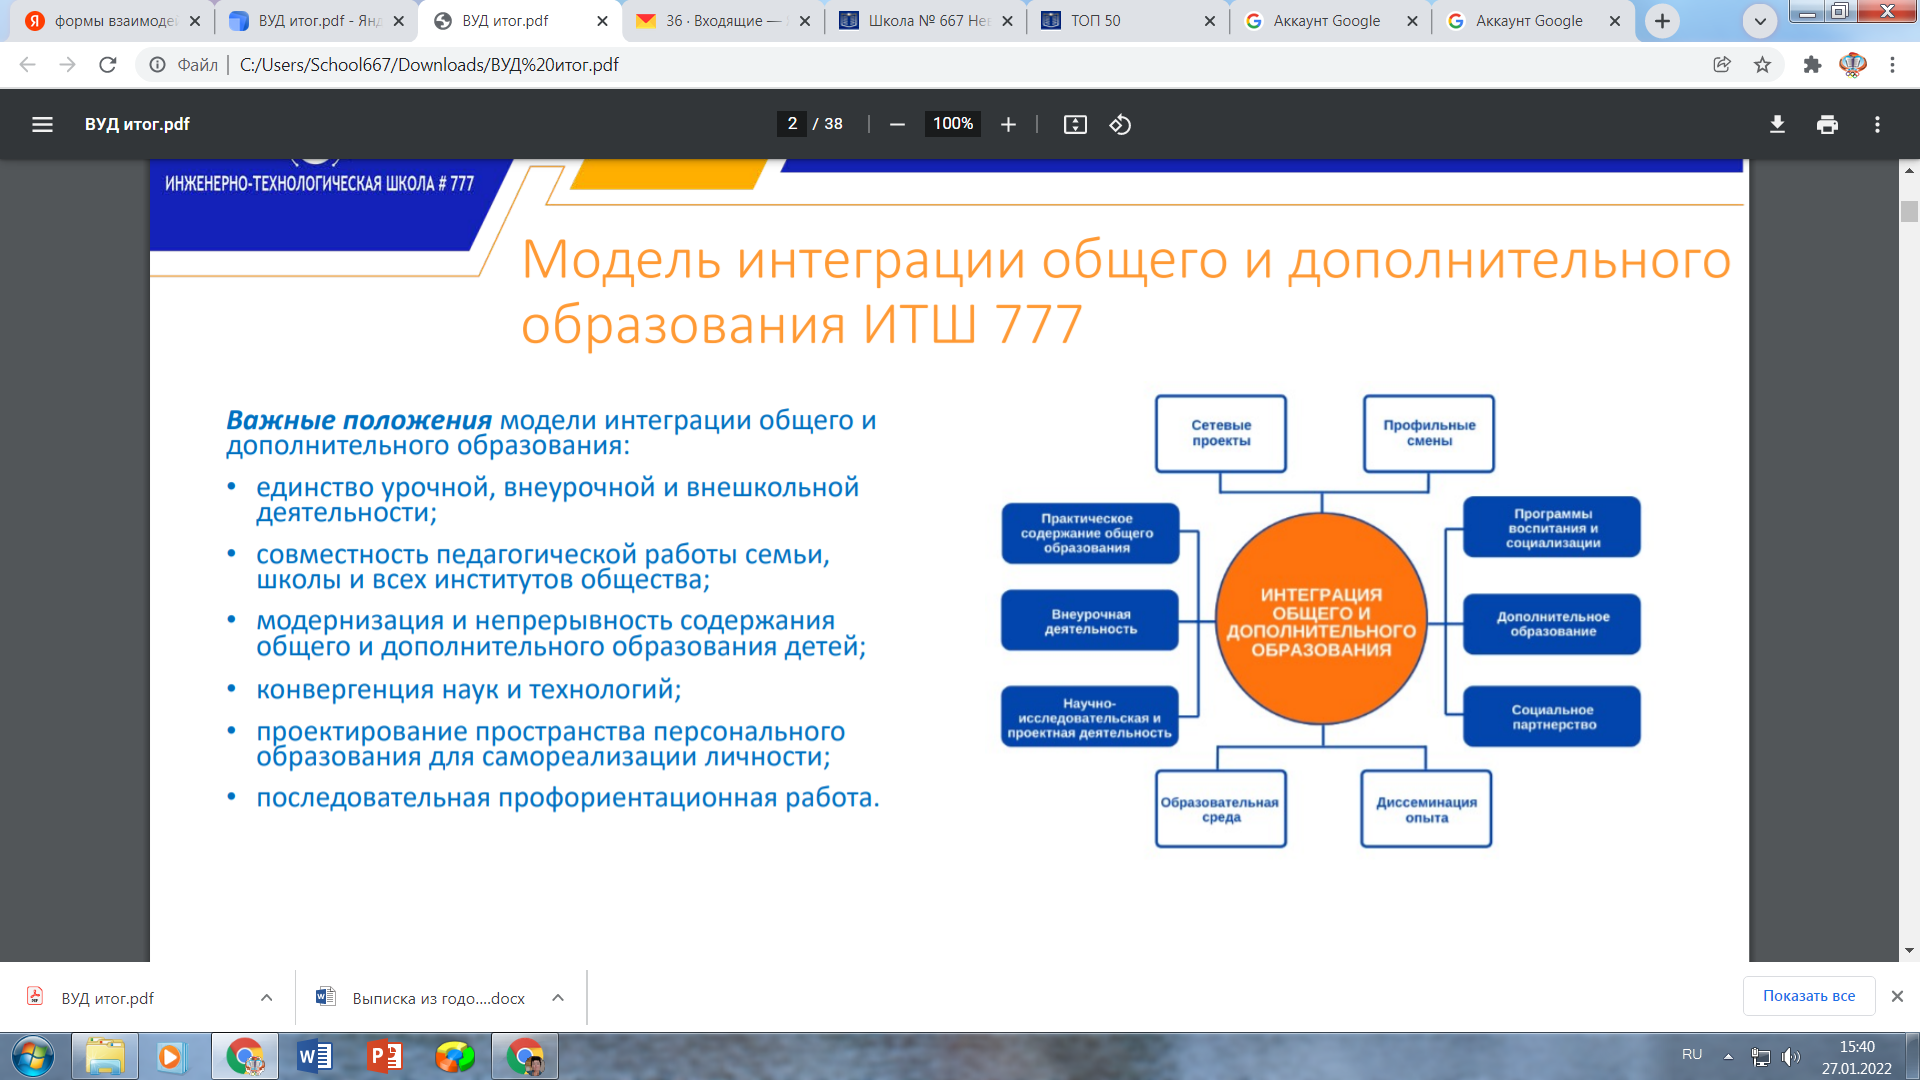 формы взаимодей
ВУД итог.pdf - Янд
ВУД итог.pdf
36 · Входящие —
Школа № 667 Нев
ТОП 50
Аккаунт Google
Аккаунт Google
Файл
C:/Users/School667/Downloads/ВУД%20итог.pdf
ВУД итог.pdf
2 / 38
100%
ИНЖЕНЕРНО-ТЕХНОЛОГИЧЕСКАЯ ШКОЛА # 777
Модель интеграции общего и дополнительного
образования ИТШ 777
Важные положения модели интеграции общего и
дополнительного образования:
• единство урочной, внеурочной и внешкольной
деятельности;
• совместность педагогической работы семьи,
школы и всех институтов общества;
• модернизация и непрерывность содержания
общего и дополнительного образования детей;
• конвергенция наук и технологий;
• проектирование пространства персонального
образования для самореализации личности;
• последовательная профориентационная работа.
Сетевые
проекты
Профильные
смены
Практическое
содержание общего
образования
Внеурочная
деятельность
Научно-
исследовательская и
проектная деятельность
ИНТЕГРАЦИЯ
ОБЩЕГО И
ДОПОЛНИТЕЛЬНОГО
ОБРАЗОВАНИЯ
Программы
воспитания и
социализации
Дополнительное
образование
Социальное
партнерство
Образовательная
среда
Диссеминация
опыта
ВУД итог.pdf
Выписка из годо....docx
Показать все
RU
15:40
27.01.2022